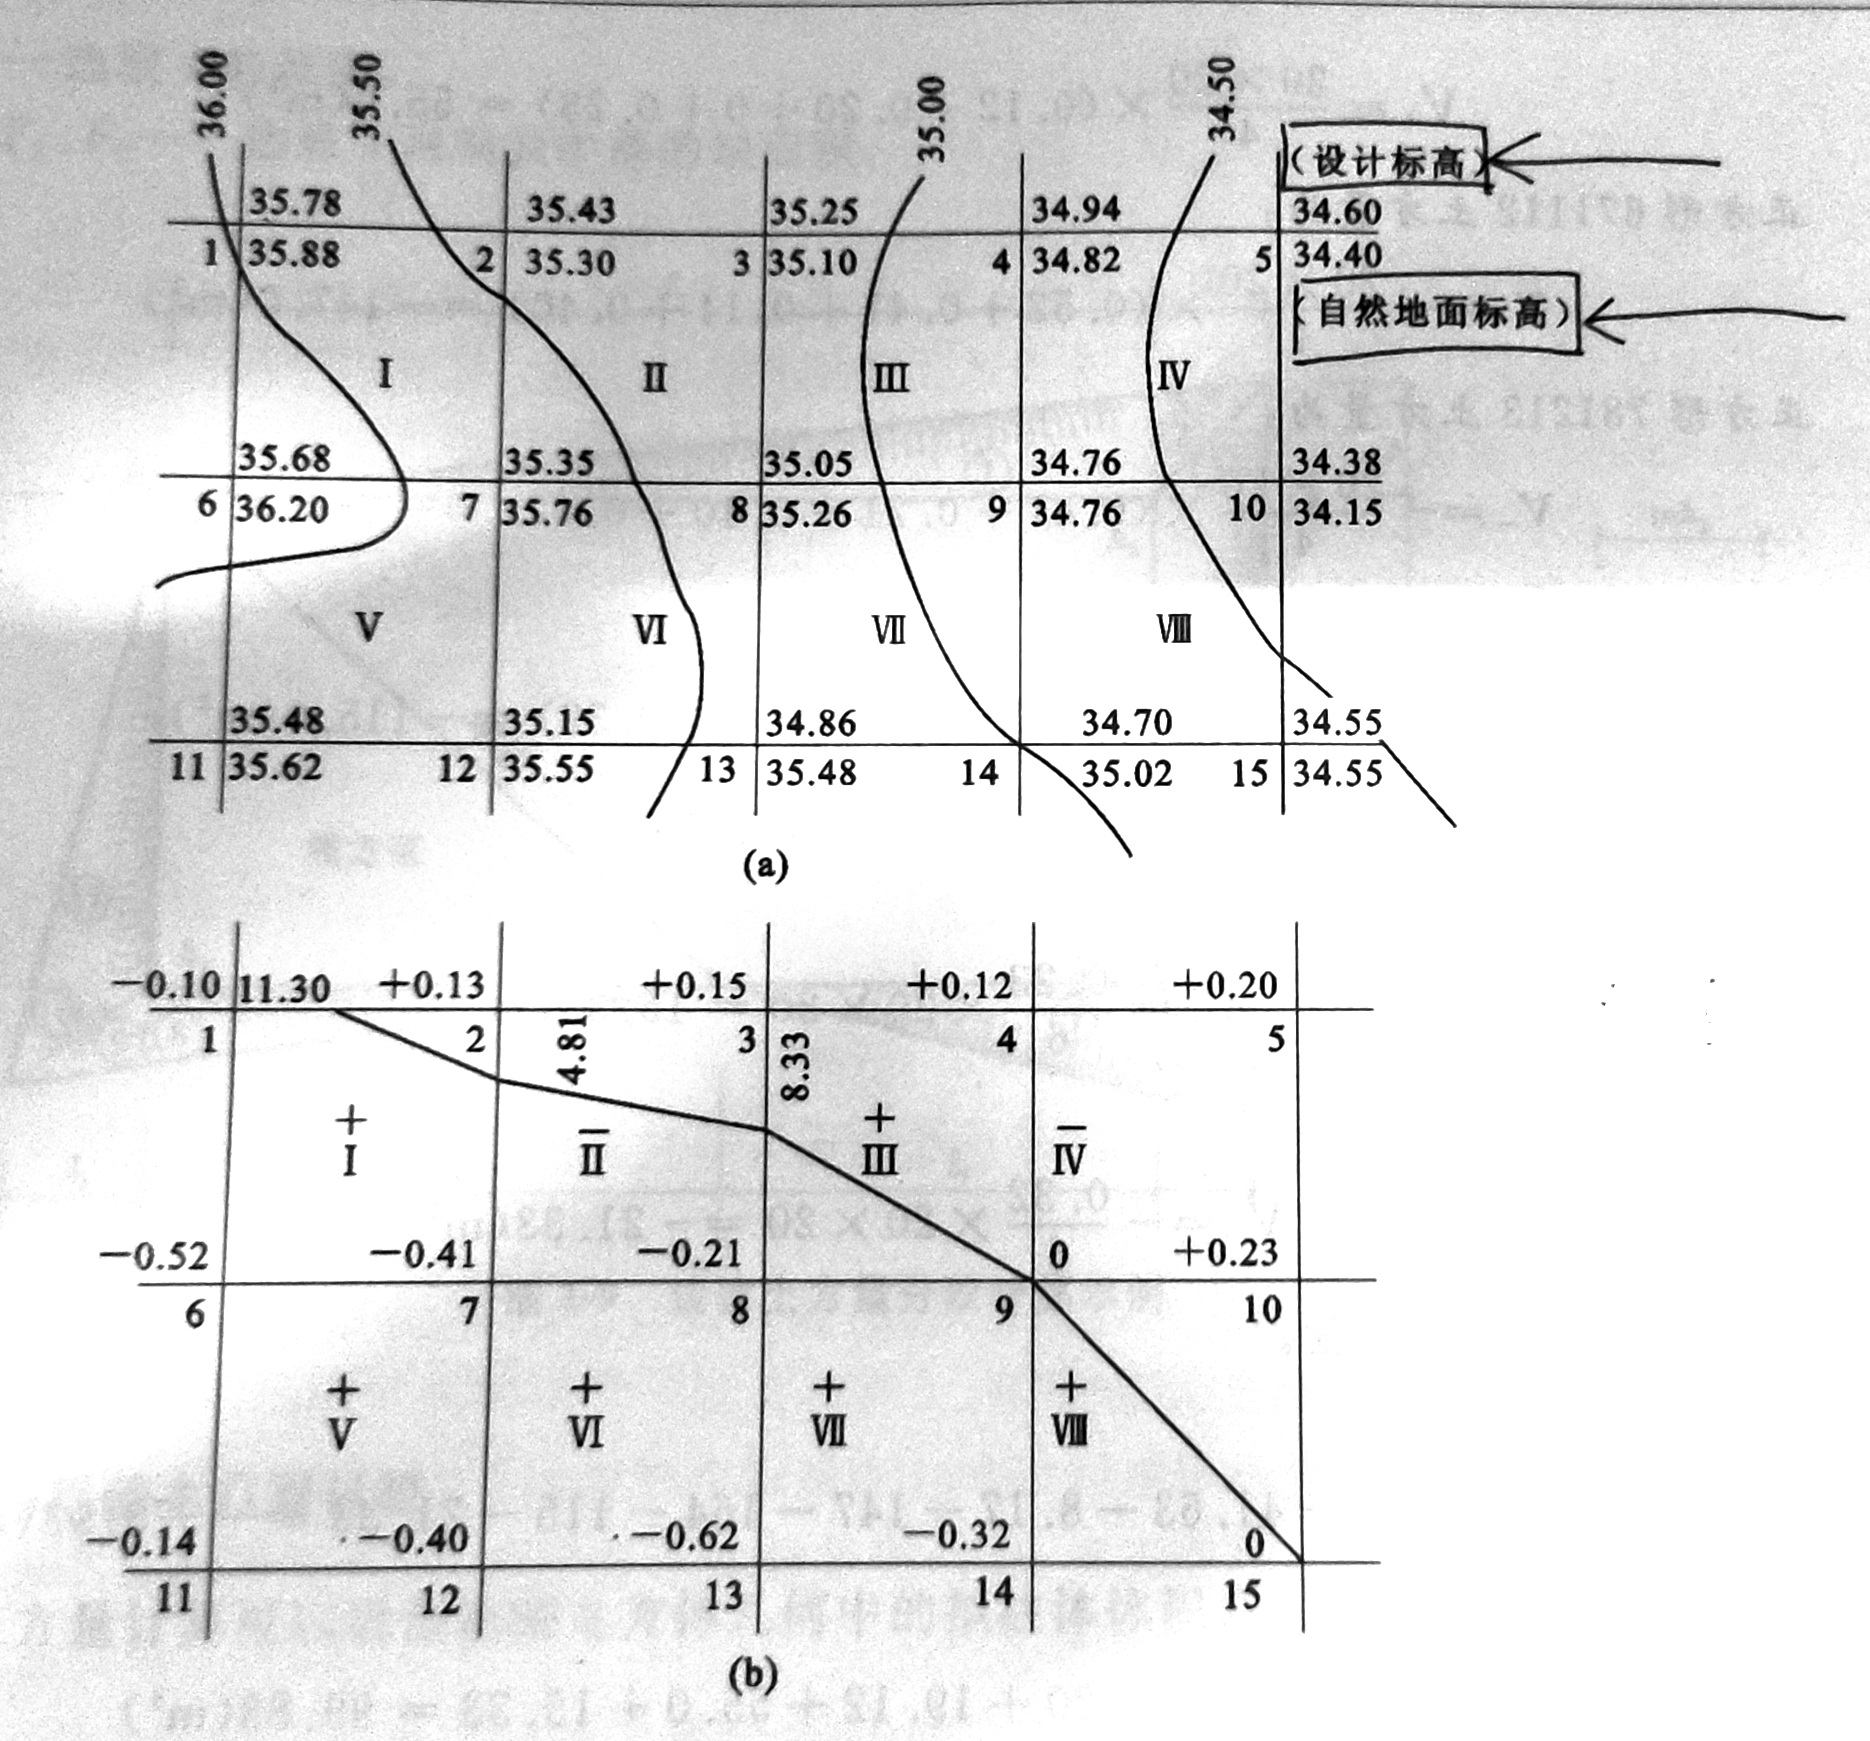 36.00 35.50 35.00 34.50
(设计标高)
35.78 35.43 35.25 34.94 34.60
1 35.88 2 35.30 3 35.10 4 34.82 5 34.40
(自然地面标高)
Ⅰ Ⅱ Ⅲ Ⅳ
35.68 35.35 35.05 34.76 34.38
6 36.20 7 35.76 8 35.26 9 34.76 10 34.15
Ⅴ Ⅵ Ⅶ Ⅷ
35.48 35.15 34.86 34.70 34.55
11 35.62 12 35.55 13 35.48 14 35.02 15 34.55
(a)
−0.10 11.30 +0.13 +0.15 +0.12 +0.20
1 2 4.81 3 8.33 4 5
+ − + −
Ⅰ Ⅱ Ⅲ Ⅳ
−0.52 −0.41 −0.21 0 +0.23
6 7 8 9 10
+ + + +
Ⅴ Ⅵ Ⅶ Ⅷ
−0.14 −0.40 −0.62 −0.32 0
11 12 13 14 15
(b)